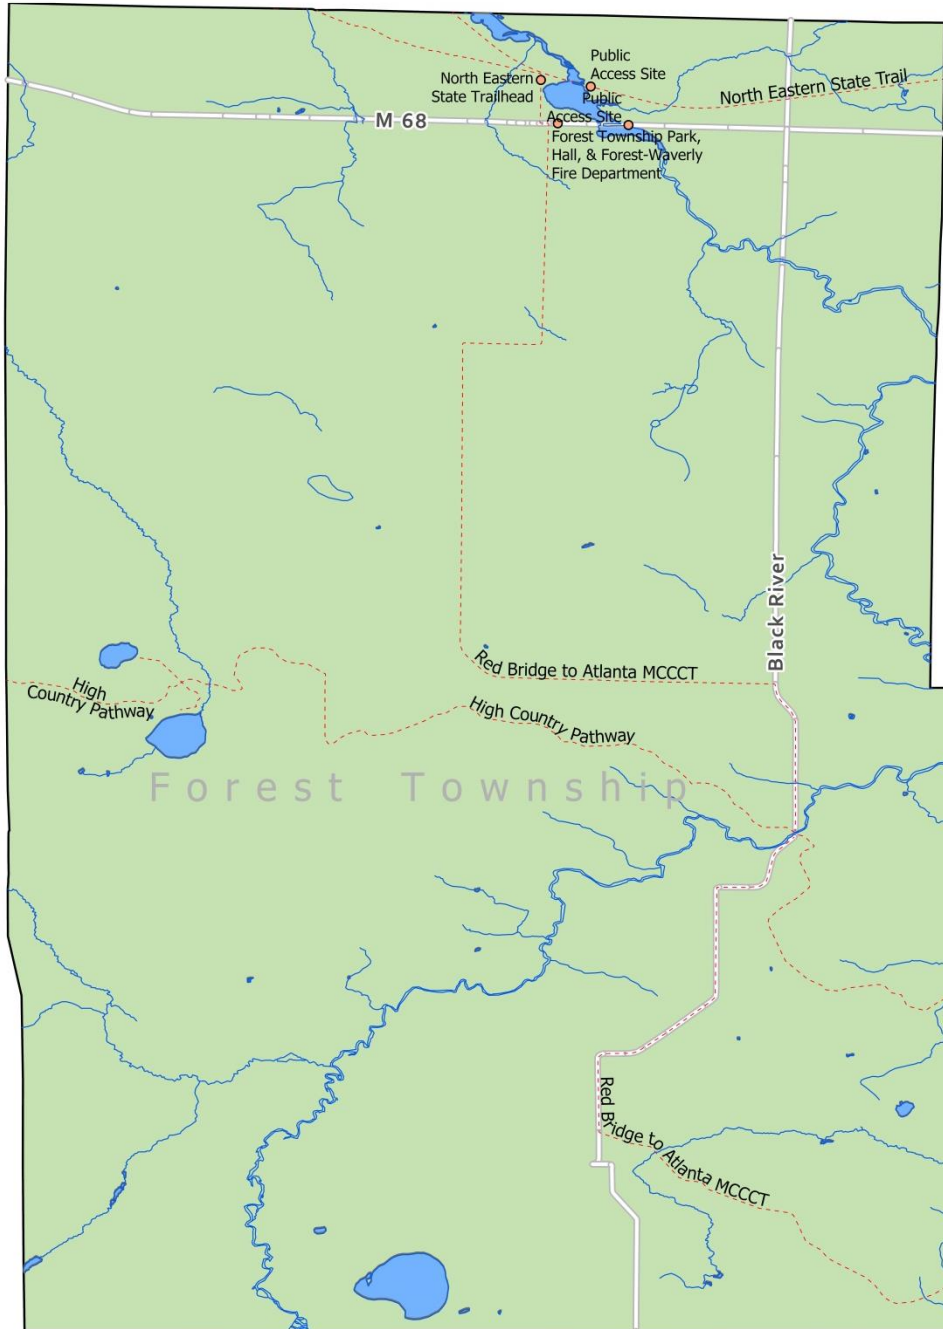 Public
Access Site
North Eastern
State Trailhead
North Eastern State Trail
Public
Access Site
M 68
Forest Township Park,
Hall, & Forest-Waverly
Fire Department
Black River
Red Bridge to Atlanta MCCCT
High
Country Pathway
High Country Pathway
Forest Township
Red Bridge to Atlanta MCCCT